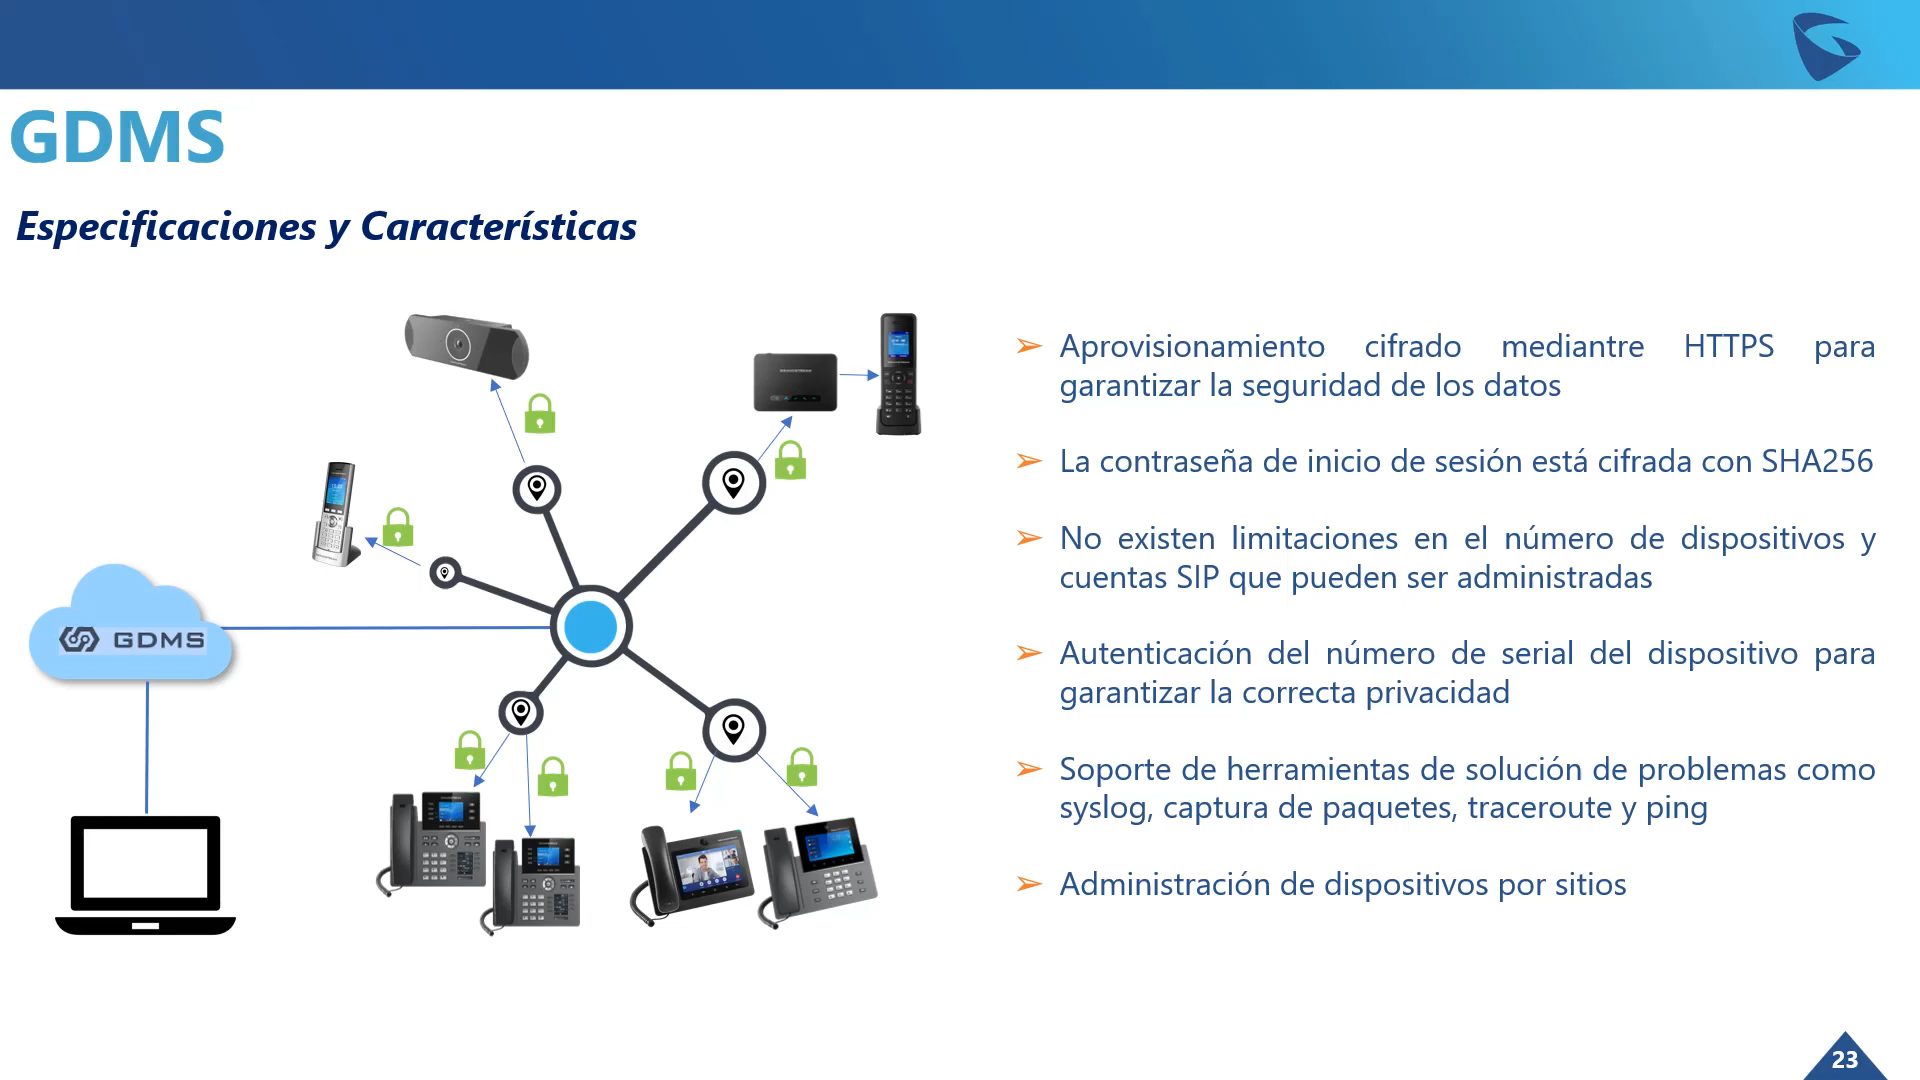 GDMS
Especificaciones y Características
Aprovisionamiento cifrado mediantre HTTPS para
garantizar la seguridad de los datos
La contraseña de inicio de sesión está cifrada con SHA256
No existen limitaciones en el número de dispositivos y
cuentas SIP que pueden ser administradas
Autenticación del número de serial del dispositivo para
garantizar la correcta privacidad
Soporte de herramientas de solución de problemas como
syslog, captura de paquetes, traceroute y ping
Administración de dispositivos por sitios
GDMS
23